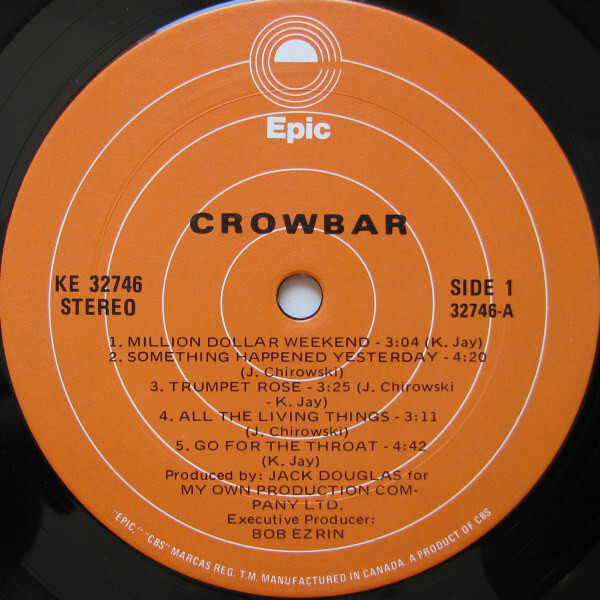 Epic
CROWBAR
KE 32746
STEREO
SIDE 1
32746-A
1. MILLION DOLLAR WEEKEND - 3:04 (K. Jay)
2. SOMETHING HAPPENED YESTERDAY - 4:20
(J. Chirowski)
3. TRUMPET ROSE - 3:25 (J. Chirowski
- K. Jay)
4. ALL THE LIVING THINGS - 3:11
(J. Chirowski)
5. GO FOR THE THROAT - 4:42
(K. Jay)
Produced by: JACK DOUGLAS for
MY OWN PRODUCTION COM-
PANY LTD.
Executive Producer:
BOB EZRIN
"EPIC," "CBS" MARCAS REG. T.M. MANUFACTURED IN CANADA. A PRODUCT OF CBS